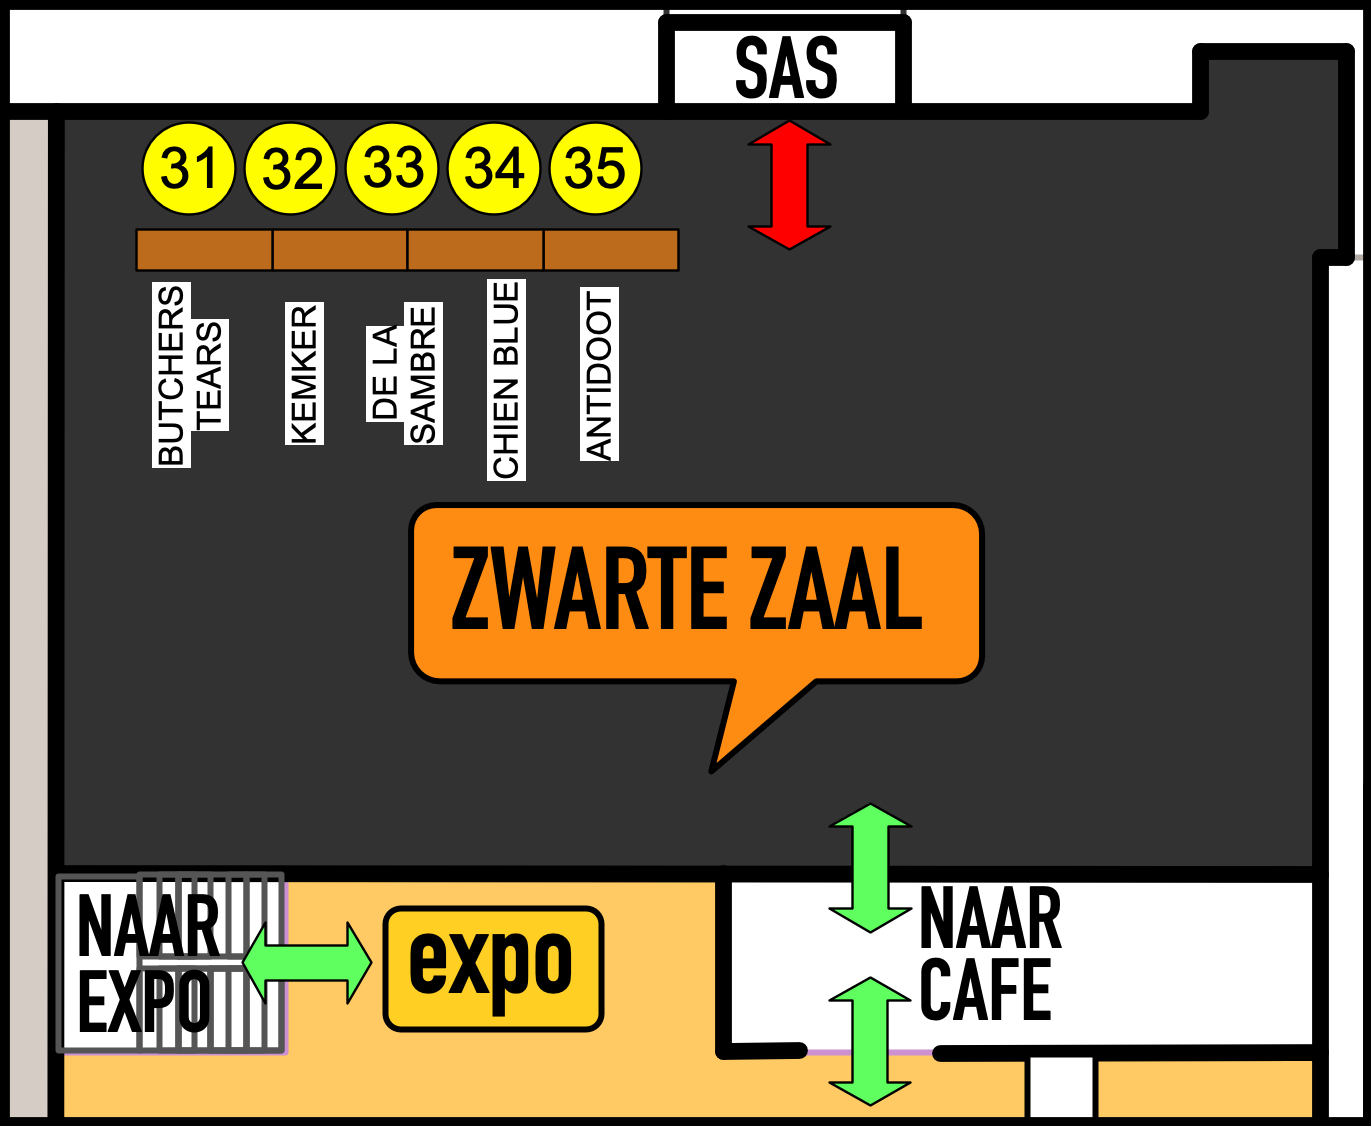 SAS
31 32 33 34 35
BUTCHERS
TEARS
KEMKER
DE LA
SAMBRE
CHIEN BLUE
ANTIDOOT
ZWARTE ZAAL
NAAR
EXPO
expo
NAAR
CAFE